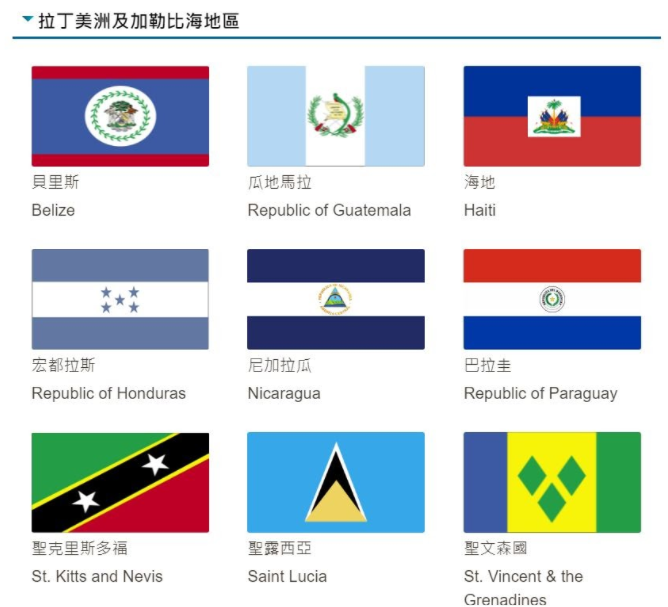 拉丁美洲及加勒比海地區
貝里斯
Belize
瓜地馬拉
Republic of Guatemala
海地
Haiti
宏都拉斯
Republic of Honduras
尼加拉瓜
Nicaragua
巴拉圭
Republic of Paraguay
聖克里斯多福
St. Kitts and Nevis
聖露西亞
Saint Lucia
聖文森國
St. Vincent & the
Grenadines